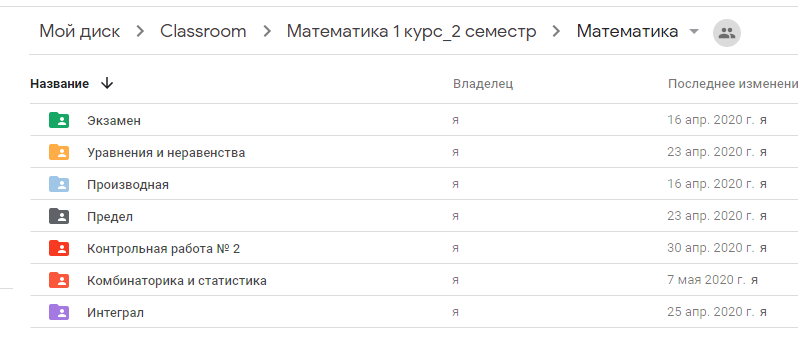 Мой диск > Classroom > Математика 1 курс_2 семестр > Математика
Название Владелец Последнее изменени
Экзамен я 16 апр. 2020 г. я
Уравнения и неравенства я 23 апр. 2020 г. я
Производная я 16 апр. 2020 г. я
Предел я 23 апр. 2020 г. я
Контрольная работа № 2 я 30 апр. 2020 г. я
Комбинаторика и статистика я 7 мая 2020 г. я
Интеграл я 25 апр. 2020 г. я